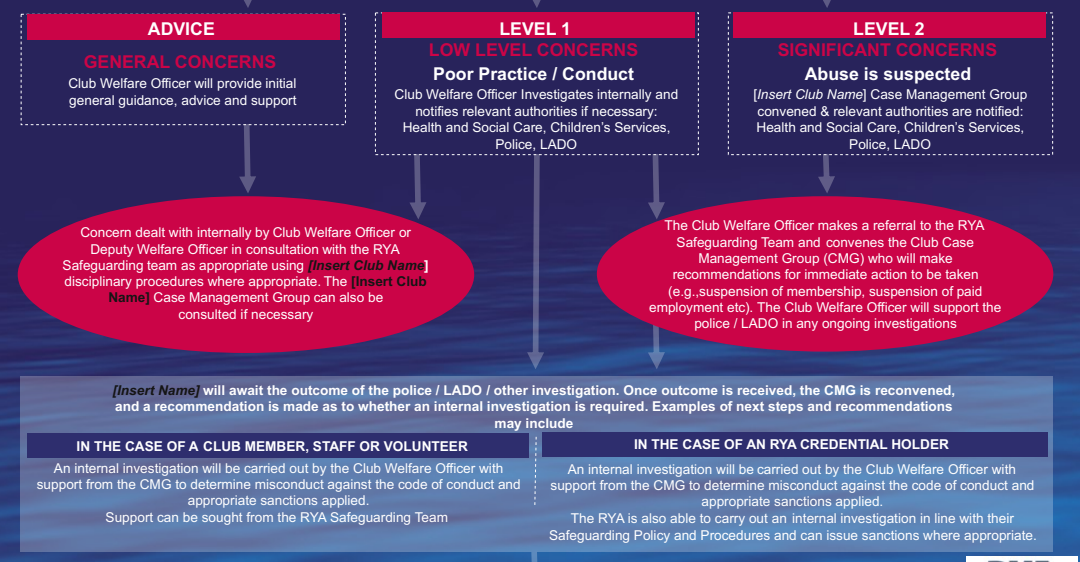 ADVICE
GENERAL CONCERNS
Club Welfare Officer will provide initial
general guidance, advice and support
LEVEL 1
LOW LEVEL CONCERNS
Poor Practice / Conduct
Club Welfare Officer Investigates internally and
notifies relevant authorities if necessary:
Health and Social Care, Children's Services,
Police, LADO
LEVEL 2
SIGNIFICANT CONCERNS
Abuse is suspected
[Insert Club Name] Case Management Group
convened & relevant authorities are notified:
Health and Social Care, Children's Services,
Police, LADO
Concern dealt with internally by Club Welfare Officer or
Deputy Welfare Officer in consultation with the RYA
Safeguarding team as appropriate using [Insert Club Name]
disciplinary procedures where appropriate. The [Insert Club
Name] Case Management Group can also be
consulted if necessary
The Club Welfare Officer makes a referral to the RYA
Safeguarding Team and convenes the Club Case
Management Group (CMG) who will make
recommendations for immediate action to be taken
(e.g.,suspension of membership, suspension of paid
employment etc). The Club Welfare Officer will support the
police / LADO in any ongoing investigations
[Insert Name] will await the outcome of the police / LADO / other investigation. Once outcome is received, the CMG is reconvened,
and a recommendation is made as to whether an internal investigation is required. Examples of next steps and recommendations
may include
IN THE CASE OF A CLUB MEMBER, STAFF OR VOLUNTEER
An internal investigation will be carried out by the Club Welfare Officer with
support from the CMG to determine misconduct against the code of conduct and
appropriate sanctions applied.
Support can be sought from the RYA Safeguarding Team
IN THE CASE OF AN RYA CREDENTIAL HOLDER
An internal investigation will be carried out by the Club Welfare Officer with
support from the CMG to determine misconduct against the code of conduct and
appropriate sanctions applied.
The RYA is also able to carry out an internal investigation in line with their
Safeguarding Policy and Procedures and can issue sanctions where appropriate.